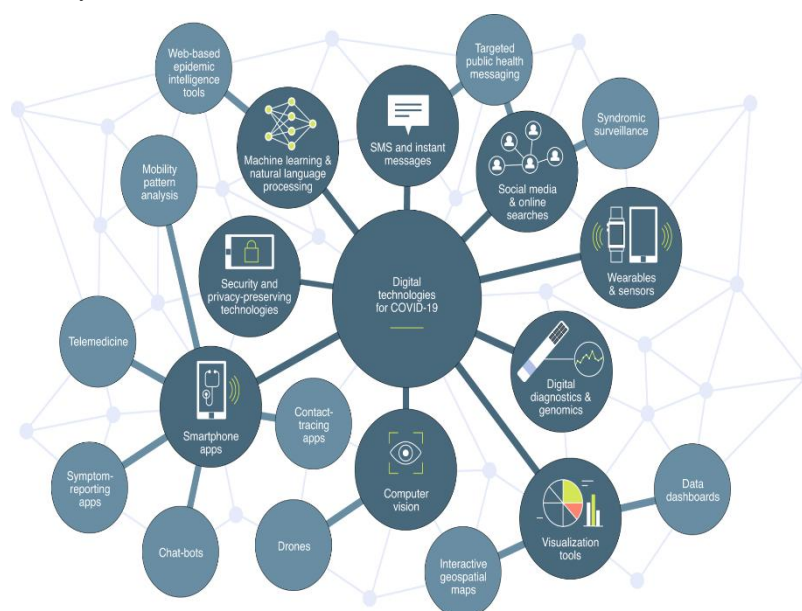 Web-based
epidemic
intelligence
tools
Targeted
public health
messaging
SMS and instant
messages
Syndromic
surveillance
Machine learning &
natural language
processing
Mobility
pattern
analysis
Social media
& online
searches
Wearables
& sensors
Security and
privacy-preserving
technologies
Digital
technologies
for COVID-19
Telemedicine
Digital
diagnostics &
genomics
Smartphone
apps
Contact-
tracing apps
Symptom-
reporting apps
Computer
vision
Data
dashboards
Chat-bots
Drones
Visualization
tools
Interactive
geospatial
maps